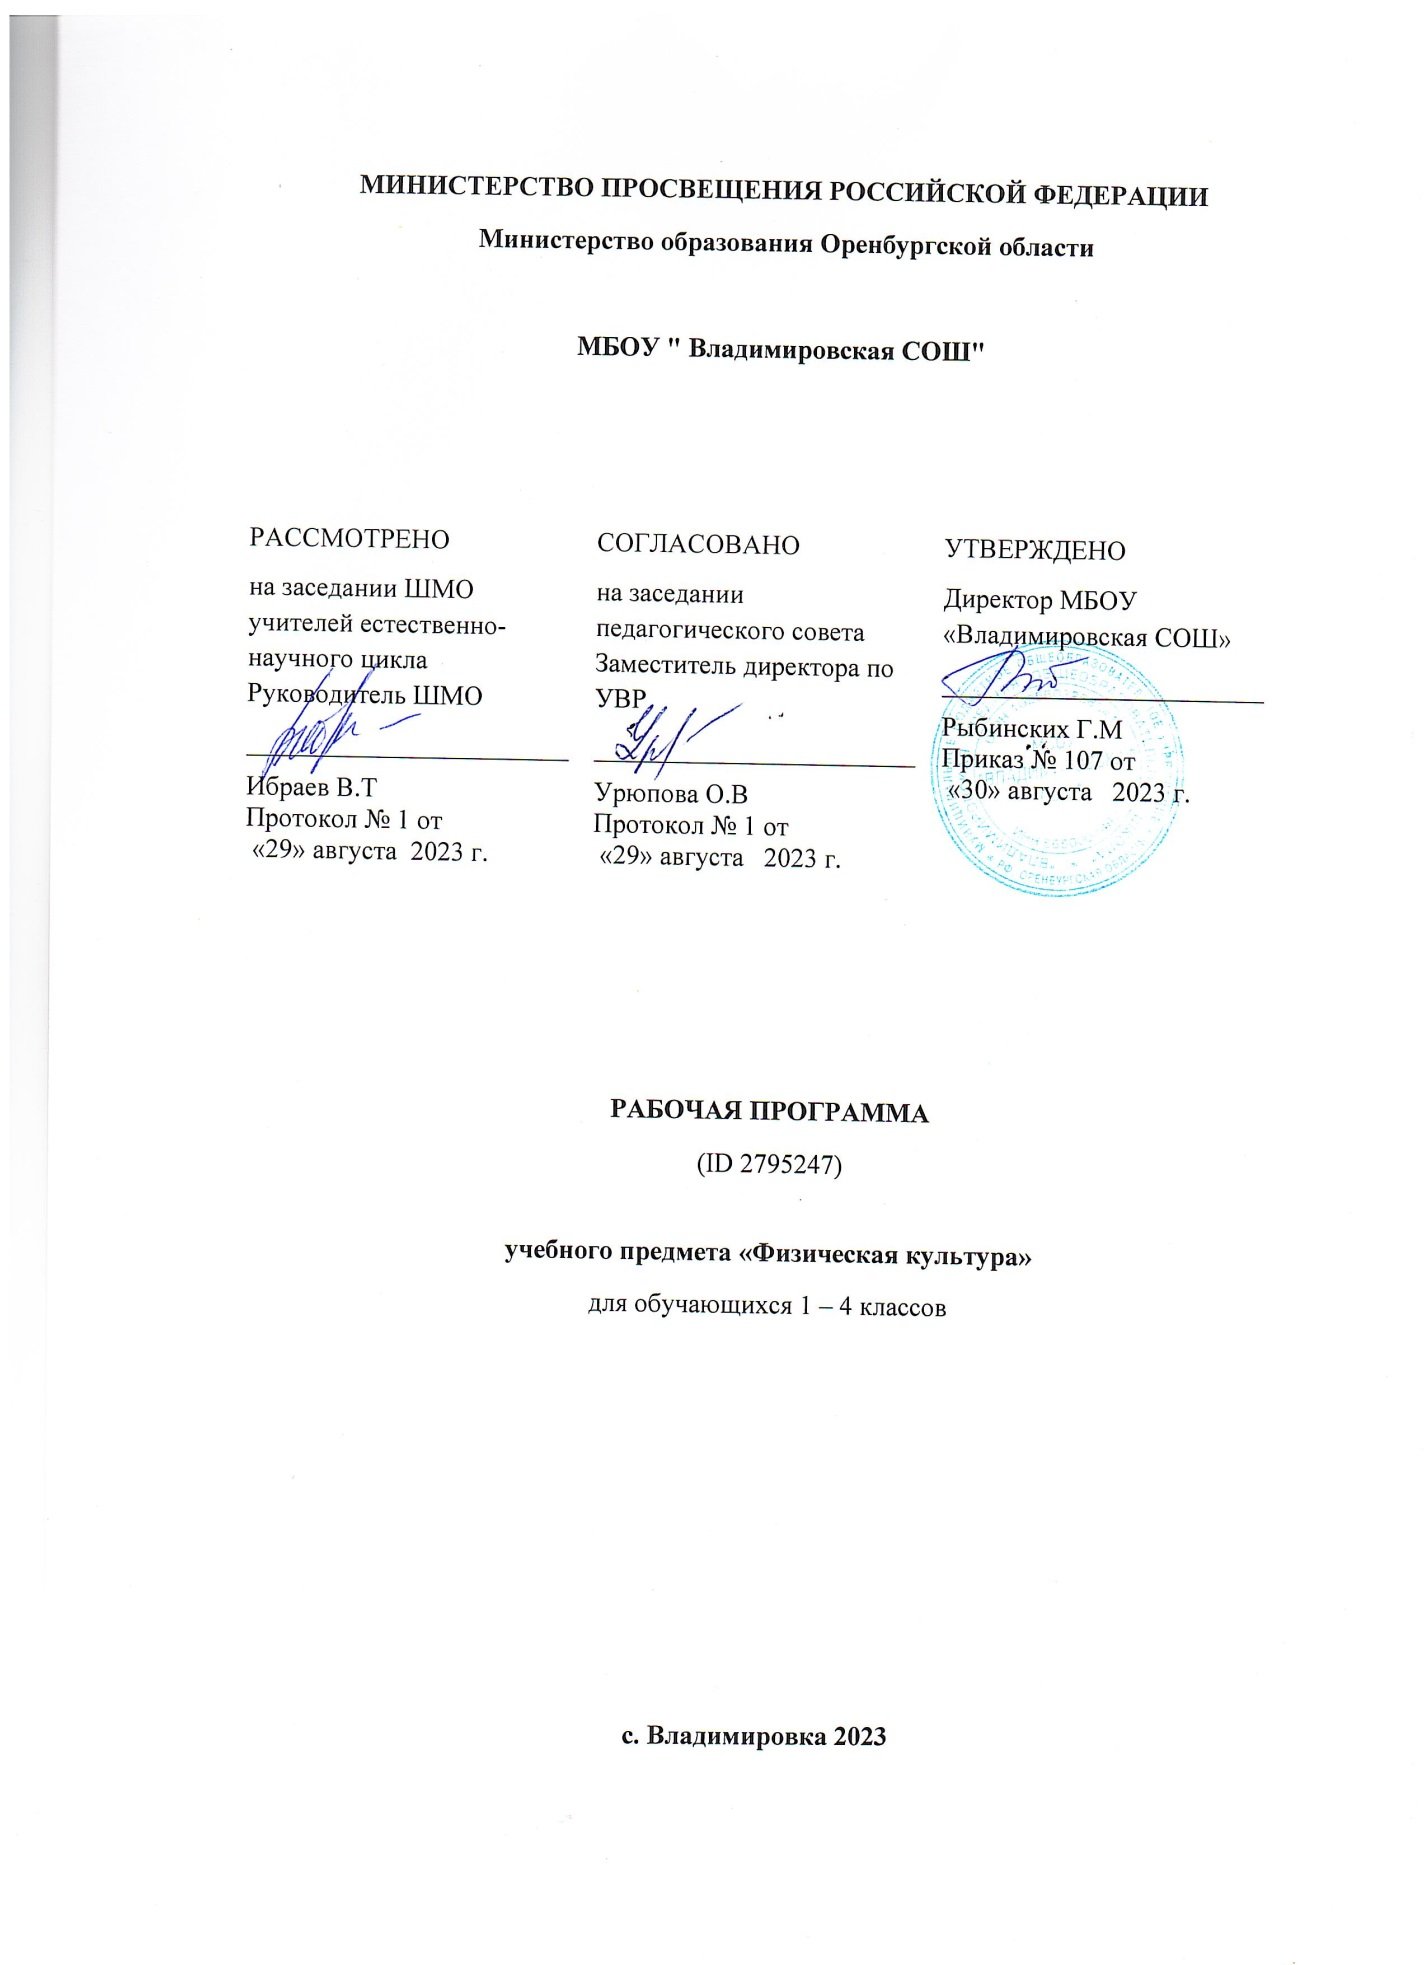 МИНИСТЕРСТВО ПРОСВЕЩЕНИЯ РОССИЙСКОЙ ФЕДЕРАЦИИ
Министерство образования Оренбургской области
МБОУ " Владимировская СОШ"
РАССМОТРЕНО
на заседании ШМО
учителей естественно-
научного цикла
Руководитель ШМО
Ибраев В.Т
Протокол № 1 от
«29» августа 2023 г.
СОГЛАСОВАНО
на заседании
педагогического совета
Заместитель директора по
УВР
Урюпова О.В
Протокол № 1 от
«29» августа 2023 г.
УТВЕРЖДЕНО
Директор МБОУ
«Владимировская СОШ»
Рыбинских Г.М
Приказ № 107 от
«30» августа 2023 г.
РФ ОРЕНБУРГСКАЯ ОБЛАСТЬ
РАБОЧАЯ ПРОГРАММА
(ID 2795247)
учебного предмета «Физическая культура»
для обучающихся 1 – 4 классов
с. Владимировка 2023